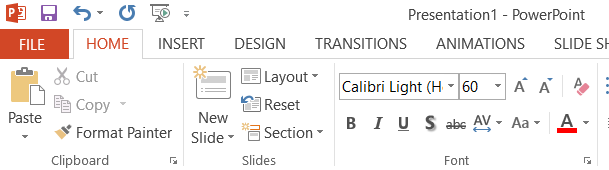 Presentation1 - PowerPoint
FILE HOME INSERT DESIGN TRANSITIONS ANIMATIONS SLIDE SH
Paste
Cut
Copy
Format Painter
Clipboard
New
Slide
Layout
Reset
Section
Slides
Calibri Light (H 60 A A
B I U S abc AV Aa A
Font